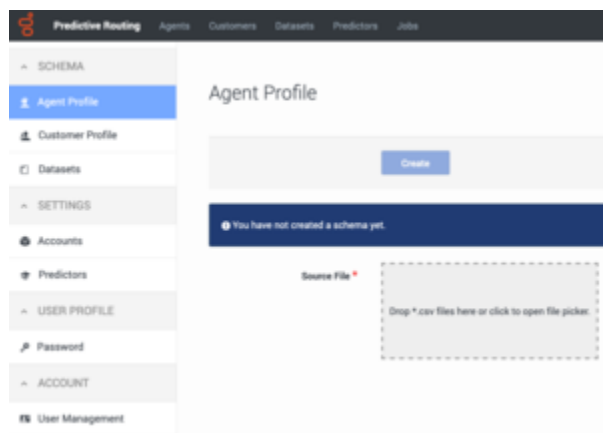 Predictive Routing Agents Customers Datasets Predictors Jobs
SCHEMA
Agent Profile
Customer Profile
Datasets
SETTINGS
Accounts
Predictors
USER PROFILE
Password
ACCOUNT
User Management
Agent Profile
Create
You have not created a schema yet.
Source File *
Drop *.csv files here or click to open file picker.